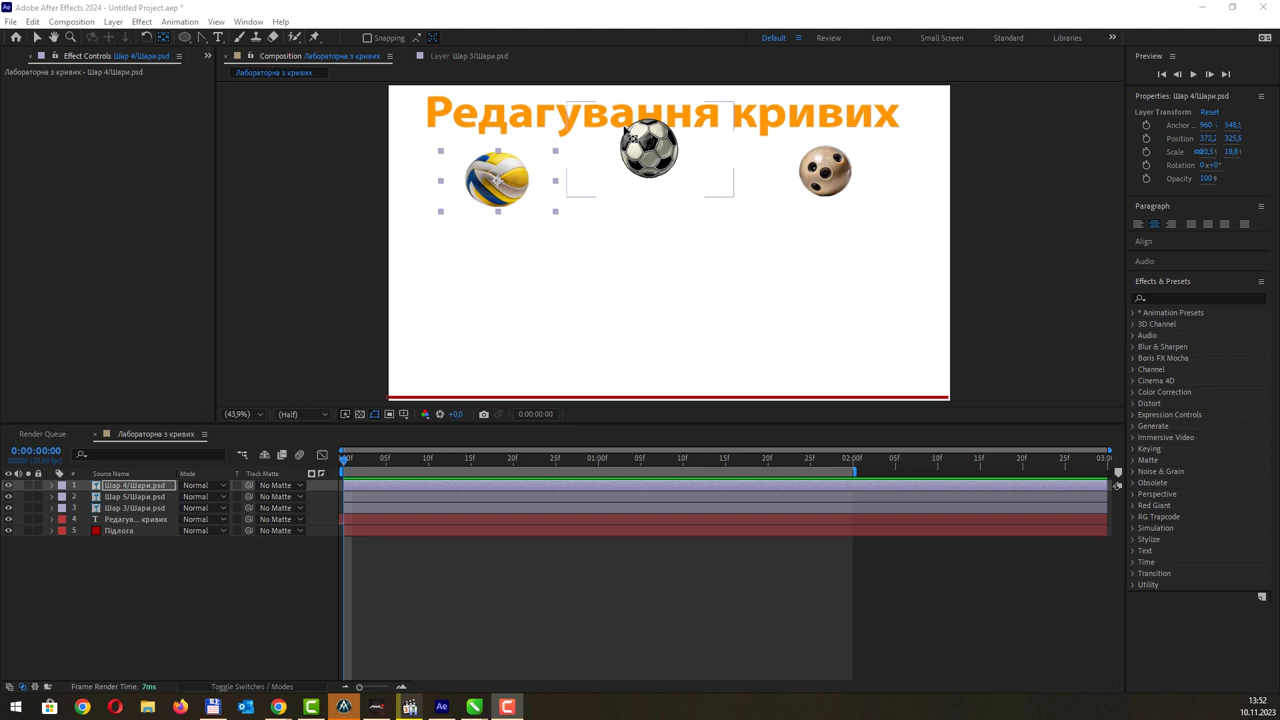 Adobe After Effects 2024 - Untitled Project.aep *
File Edit Composition Layer Effect Animation View Window Help
Snapping
Default Review Learn Small Screen Standard Libraries
Effect Controls Шар 4/Шари.psd
Composition Лабораторна з кривих
Layer Шар 3/Шари.psd
Preview
Лабораторна з кривих • Шар 4/Шари.psd
Лабораторна з кривих
Редагування кривих
Properties: Шар 4/Шари.psd
Layer Transform Reset
Anchor ... 960 548,
Position 372,2 325,8
Scale 20,5 18,8
Rotation 0x+0°
Opacity 100
Paragraph
Align
Audio
Effects & Presets
* Animation Presets
3D Channel
Audio
Blur & Sharpen
Boris FX Mocha
Channel
Cinema 4D
Color Correction
Distort
Expression Controls
Generate
Immersive Video
Keying
Matte
Noise & Grain
Obsolete
Perspective
Red Giant
RG Trapcode
Simulation
Stylize
Text
Time
Transition
Utility
(43,9%) (Half) +0,0 0:00:00:00
Render Queue Лабораторна з кривих
0:00:00:00
00000 (30.00 fps)
:00f 05f 10f 15f 20f 25f 01:00f 05f 10f 15f 20f 25f 02:00f 05f 10f 15f 20f 25f 03:00
# Source Name Mode T Track Matte
1 Шар 4/Шари.psd Normal No Matte
2 Шар 5/Шари.psd Normal No Matte
3 Шар 3/Шари.psd Normal No Matte
4 T Редагув... кривих Normal No Matte
5 Підлога Normal No Matte
Frame Render Time: 7ms Toggle Switches / Modes
13:52
10.11.2023